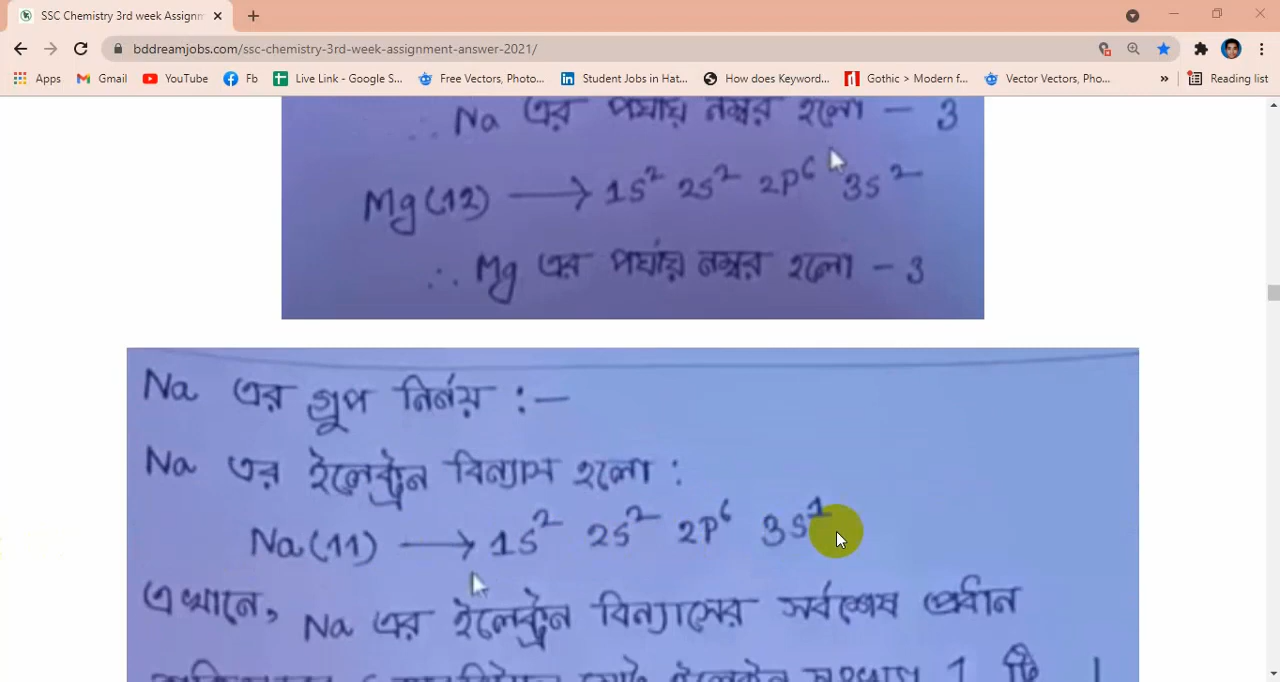 SSC Chemistry 3rd week Assignm
bddreamjobs.com/ssc-chemistry-3rd-week-assignment-answer-2021/
Apps Gmail YouTube Fb Live Link - Google S... Free Vectors, Photo... Student Jobs in Hat... How does Keyword... Gothic > Modern f... Vector Vectors, Pho... » Reading list
∴ Na এর পর্যায় নম্বর হলো – 3
Mg(12) ⟶ 1s² 2s² 2p⁶ 3s²
∴ Mg এর পর্যায় নম্বর হলো – 3
Na এর গ্রুপ নির্নয় :—
Na এর ইলেক্ট্রন বিন্যাস হলো :
Na(11) ⟶ 1s² 2s² 2p⁶ 3s¹
এখানে, Na এর ইলেক্ট্রন বিন্যাসের সর্বশেষ প্রধান
1 টি ।